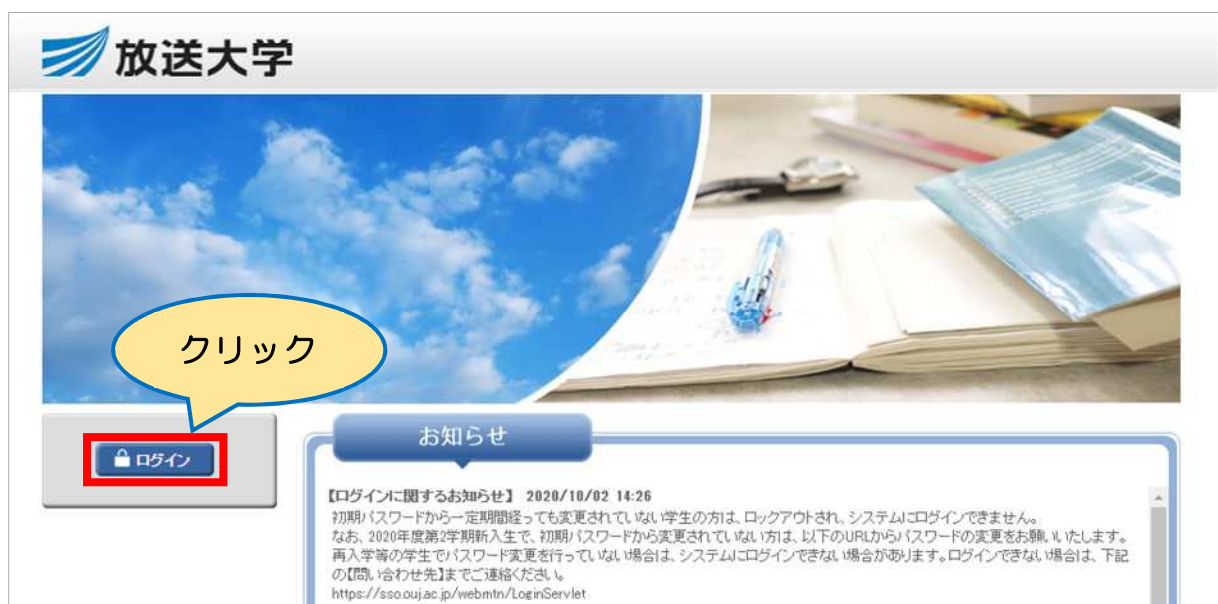 放送大学
クリック
ログイン
お知らせ
【ログインに関するお知らせ】 2020/10/02 14:26
初期パスワードから一定期間経っても変更されていない学生の方は、ロックアウトされ、システムにログインできません。
なお、2020年度第2学期新入生で、初期パスワードから変更されていない方は、以下のURLからパスワードの変更をお願いいたします。
再入学等の学生でパスワード変更を行っていない場合は、システムにログインできない場合があります。ログインできない場合は、下記
の【問い合わせ先】までご連絡ください。
https://sso.ouj.ac.jp/webmtn/LoginServlet